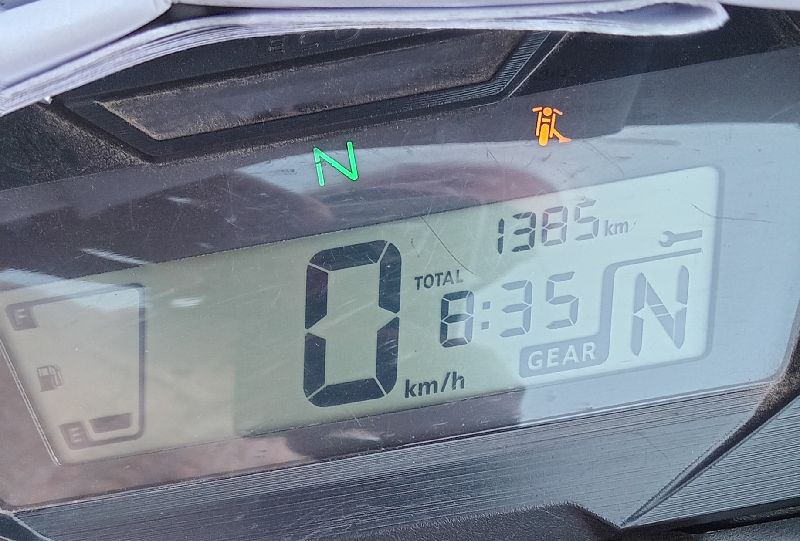 N
1385 km
TOTAL
8:35
0 km/h
GEAR N
F
E